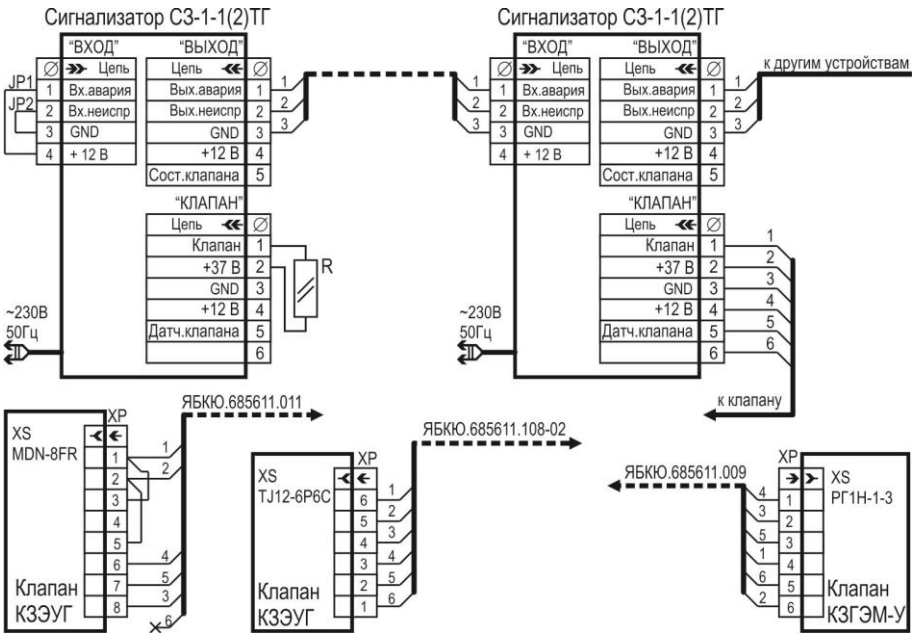 Сигнализатор СЗ-1-1(2)ТГ
"ВХОД" "ВЫХОД"
∅ Цепь Цепь ∅
JP1 1 Вх.авария Вых.авария 1 1
JP2 2 Вх.неиспр Вых.неиспр 2 2
3 GND GND 3 3
4 + 12 В +12 В 4
Сост.клапана 5
"КЛАПАН"
Цепь ∅
Клапан 1
+37 В 2 R
GND 3
+12 В 4
Датч.клапана 5
6
~230В
50Гц
Сигнализатор СЗ-1-1(2)ТГ
"ВХОД" "ВЫХОД"
∅ Цепь Цепь ∅
к другим устройствам
1 1 Вх.авария Вых.авария 1 1
2 2 Вх.неиспр Вых.неиспр 2 2
3 3 GND GND 3 3
4 + 12 В +12 В 4
Сост.клапана 5
"КЛАПАН"
Цепь ∅
Клапан 1 1
+37 В 2 2
GND 3 3
+12 В 4 4
Датч.клапана 5 5
6 6
~230В
50Гц
к клапану
ЯБКЮ.685611.011
XP
XS
MDN-8FR
1 1
2 2
3
4
5
6 4
7 5
8 3
6
Клапан
КЗЭУГ
ЯБКЮ.685611.108-02
XP
XS
TJ12-6P6C
6 1
5 2
4 3
3 4
2 5
1 6
Клапан
КЗЭУГ
ЯБКЮ.685611.009
XP
XS
РГ1Н-1-3
4 1
3 2
5 3
1 4
6 5
2 6
Клапан
КЗГЭМ-У